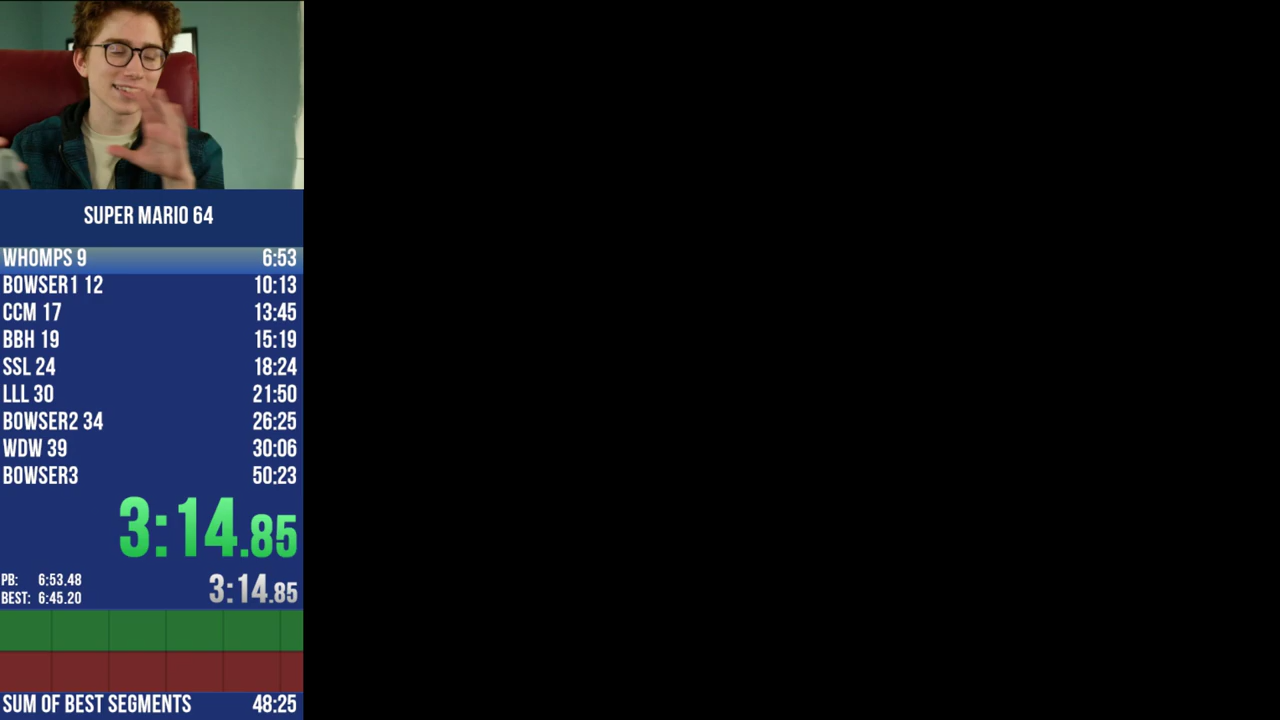 SUPER MARIO 64
WHOMPS 9 6:53
BOWSER1 12 10:13
CCM 17 13:45
BBH 19 15:19
SSL 24 18:24
LLL 30 21:50
BOWSER2 34 26:25
WDW 39 30:06
BOWSER3 50:23
3:14.85
PB: 6:53.48 3:14.85
BEST: 6:45.20
SUM OF BEST SEGMENTS 48:25